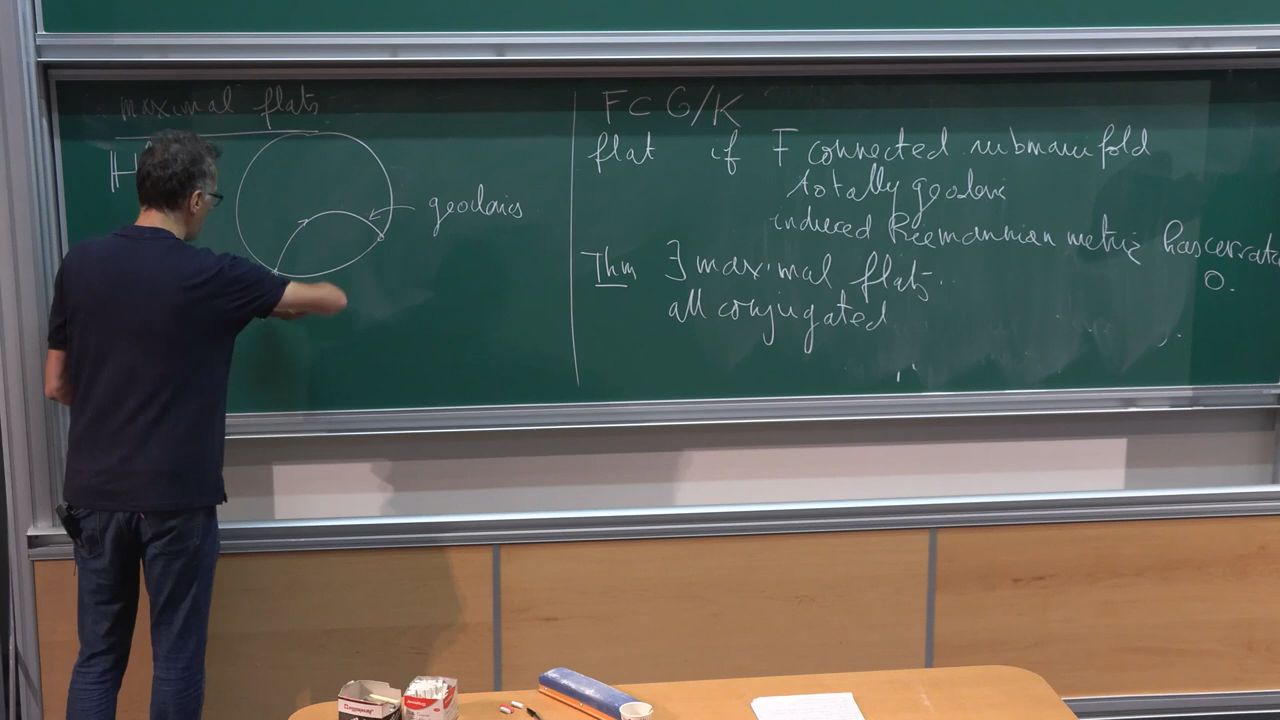 maximal flats
H
geodesics
F ⊂ G/K
flat if F connected submanifold
totally geodesic
induced Riemannian metric has curvatu
0.
Thm ∃ maximal flats..
all conjugated